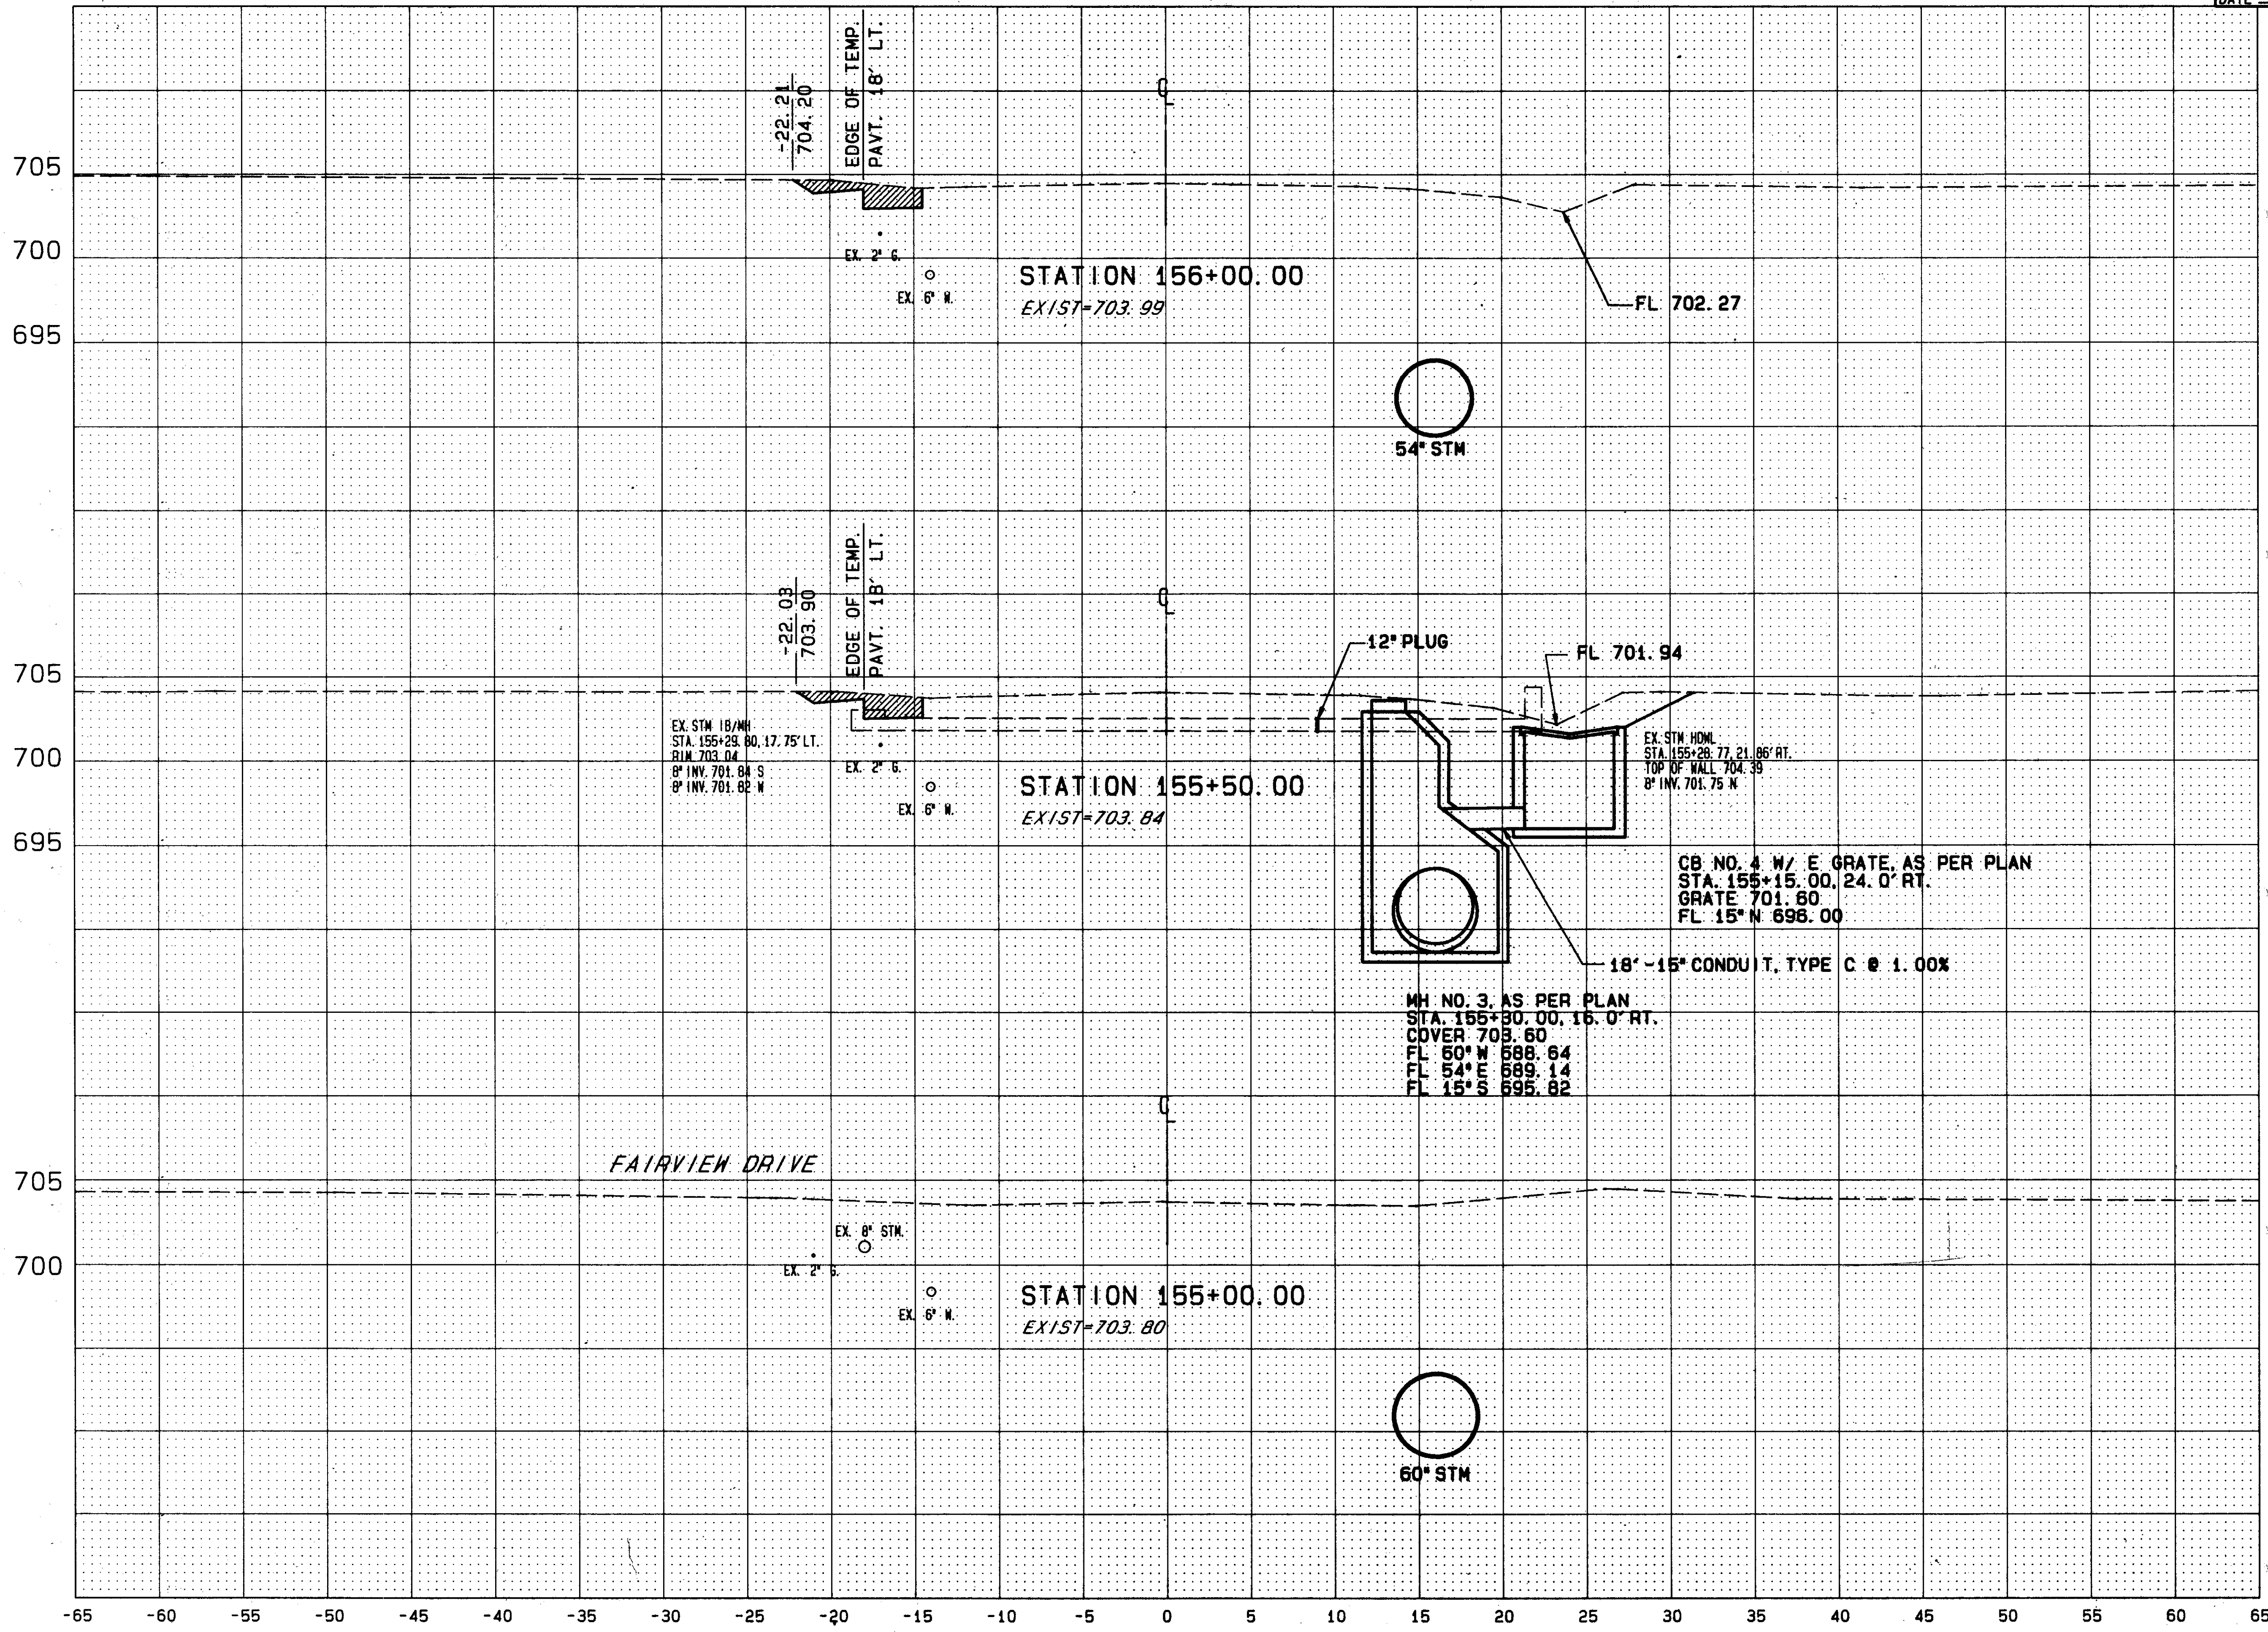 DATE
-22.21
704.20
EDGE OF TEMP.
PAVT. 18' LT.
CL
705
700
EX. 2" G.
EX. 6" W.
STATION 156+00.00
EXIST=703.99
FL 702.27
695
54" STM
-22.03
703.90
EDGE OF TEMP.
PAVT. 18' LT.
CL
12" PLUG
FL 701.94
705
EX. STM IB/MH
STA. 155+29.80, 17.75' LT.
RIM 703.04
8" INV. 701.84 S
8" INV. 701.82 W
EX. STM HDWL
STA. 155+28.77, 21.86' RT.
TOP OF WALL 704.39
8" INV. 701.75 N
700
EX. 2" G.
EX. 6" W.
STATION 155+50.00
EXIST=703.84
695
CB NO. 4 W/ E GRATE, AS PER PLAN
STA. 155+15.00, 24.0' RT.
GRATE 701.60
FL 15" N 696.00
18'-15" CONDUIT, TYPE C @ 1.00%
MH NO. 3, AS PER PLAN
STA. 155+30.00, 16.0' RT.
COVER 703.60
FL 60" W 688.64
FL 54" E 689.14
FL 15" S 695.82
CL
FAIRVIEW DRIVE
705
EX. 8" STM.
700
EX. 2" G.
EX. 6" W.
STATION 155+00.00
EXIST=703.80
60" STM
-65 -60 -55 -50 -45 -40 -35 -30 -25 -20 -15 -10 -5 0 5 10 15 20 25 30 35 40 45 50 55 60 65